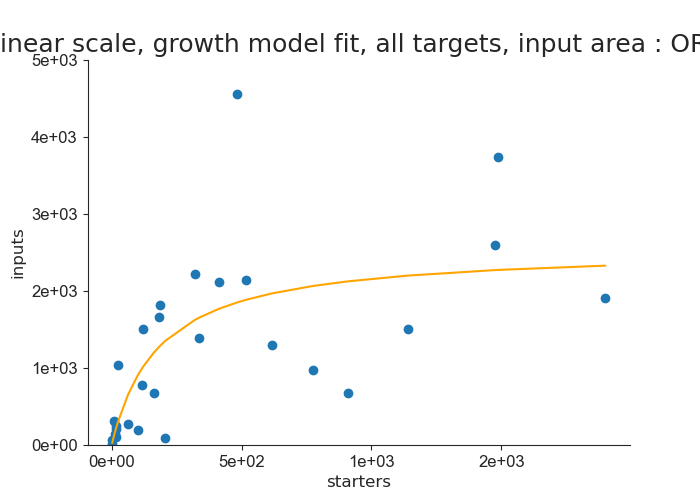 inear scale, growth model fit, all targets, input area : OR
5e+03
4e+03
3e+03
2e+03
1e+03
0e+00
inputs
0e+00 5e+02 1e+03 2e+03
starters